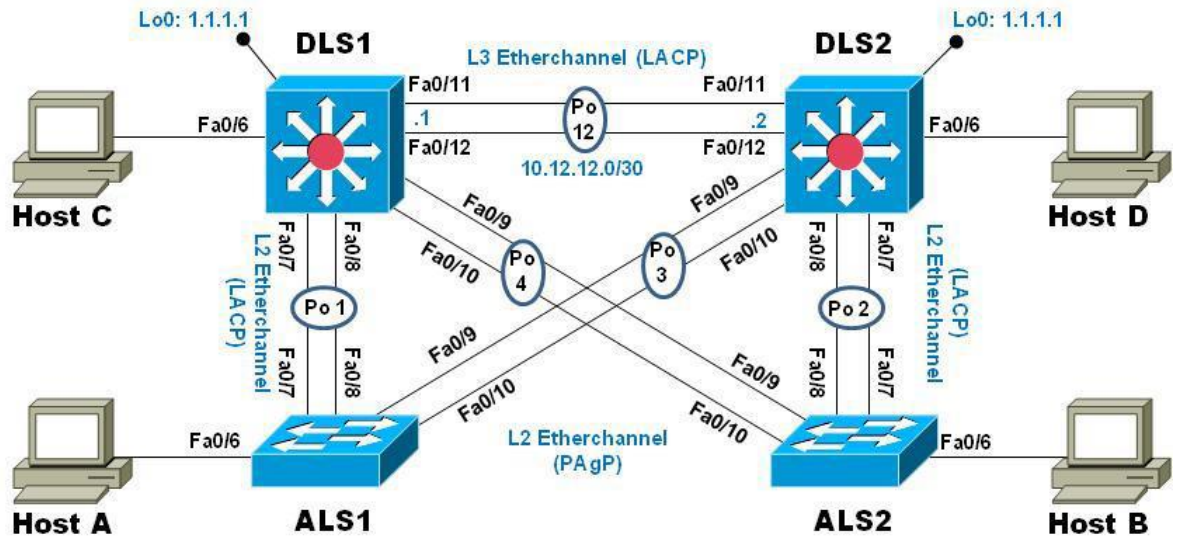 Lo0: 1.1.1.1
Lo0: 1.1.1.1
DLS1
DLS2
L3 Etherchannel (LACP)
Fa0/11
Fa0/11
Po
12
Fa0/6
.1
.2
Fa0/6
Fa0/12
Fa0/12
10.12.12.0/30
Host C
Host D
Fa0/7
Fa0/8
Fa0/9
Fa0/10
Fa0/9
Fa0/10
Fa0/8
Fa0/7
Po
4
Po
3
L2 Etherchannel
(LACP)
Po 1
Po 2
L2 Etherchannel
(LACP)
Fa0/7
Fa0/8
Fa0/9
Fa0/10
Fa0/9
Fa0/10
Fa0/8
Fa0/7
L2 Etherchannel
(PAgP)
Fa0/6
Fa0/6
Host A
ALS1
ALS2
Host B